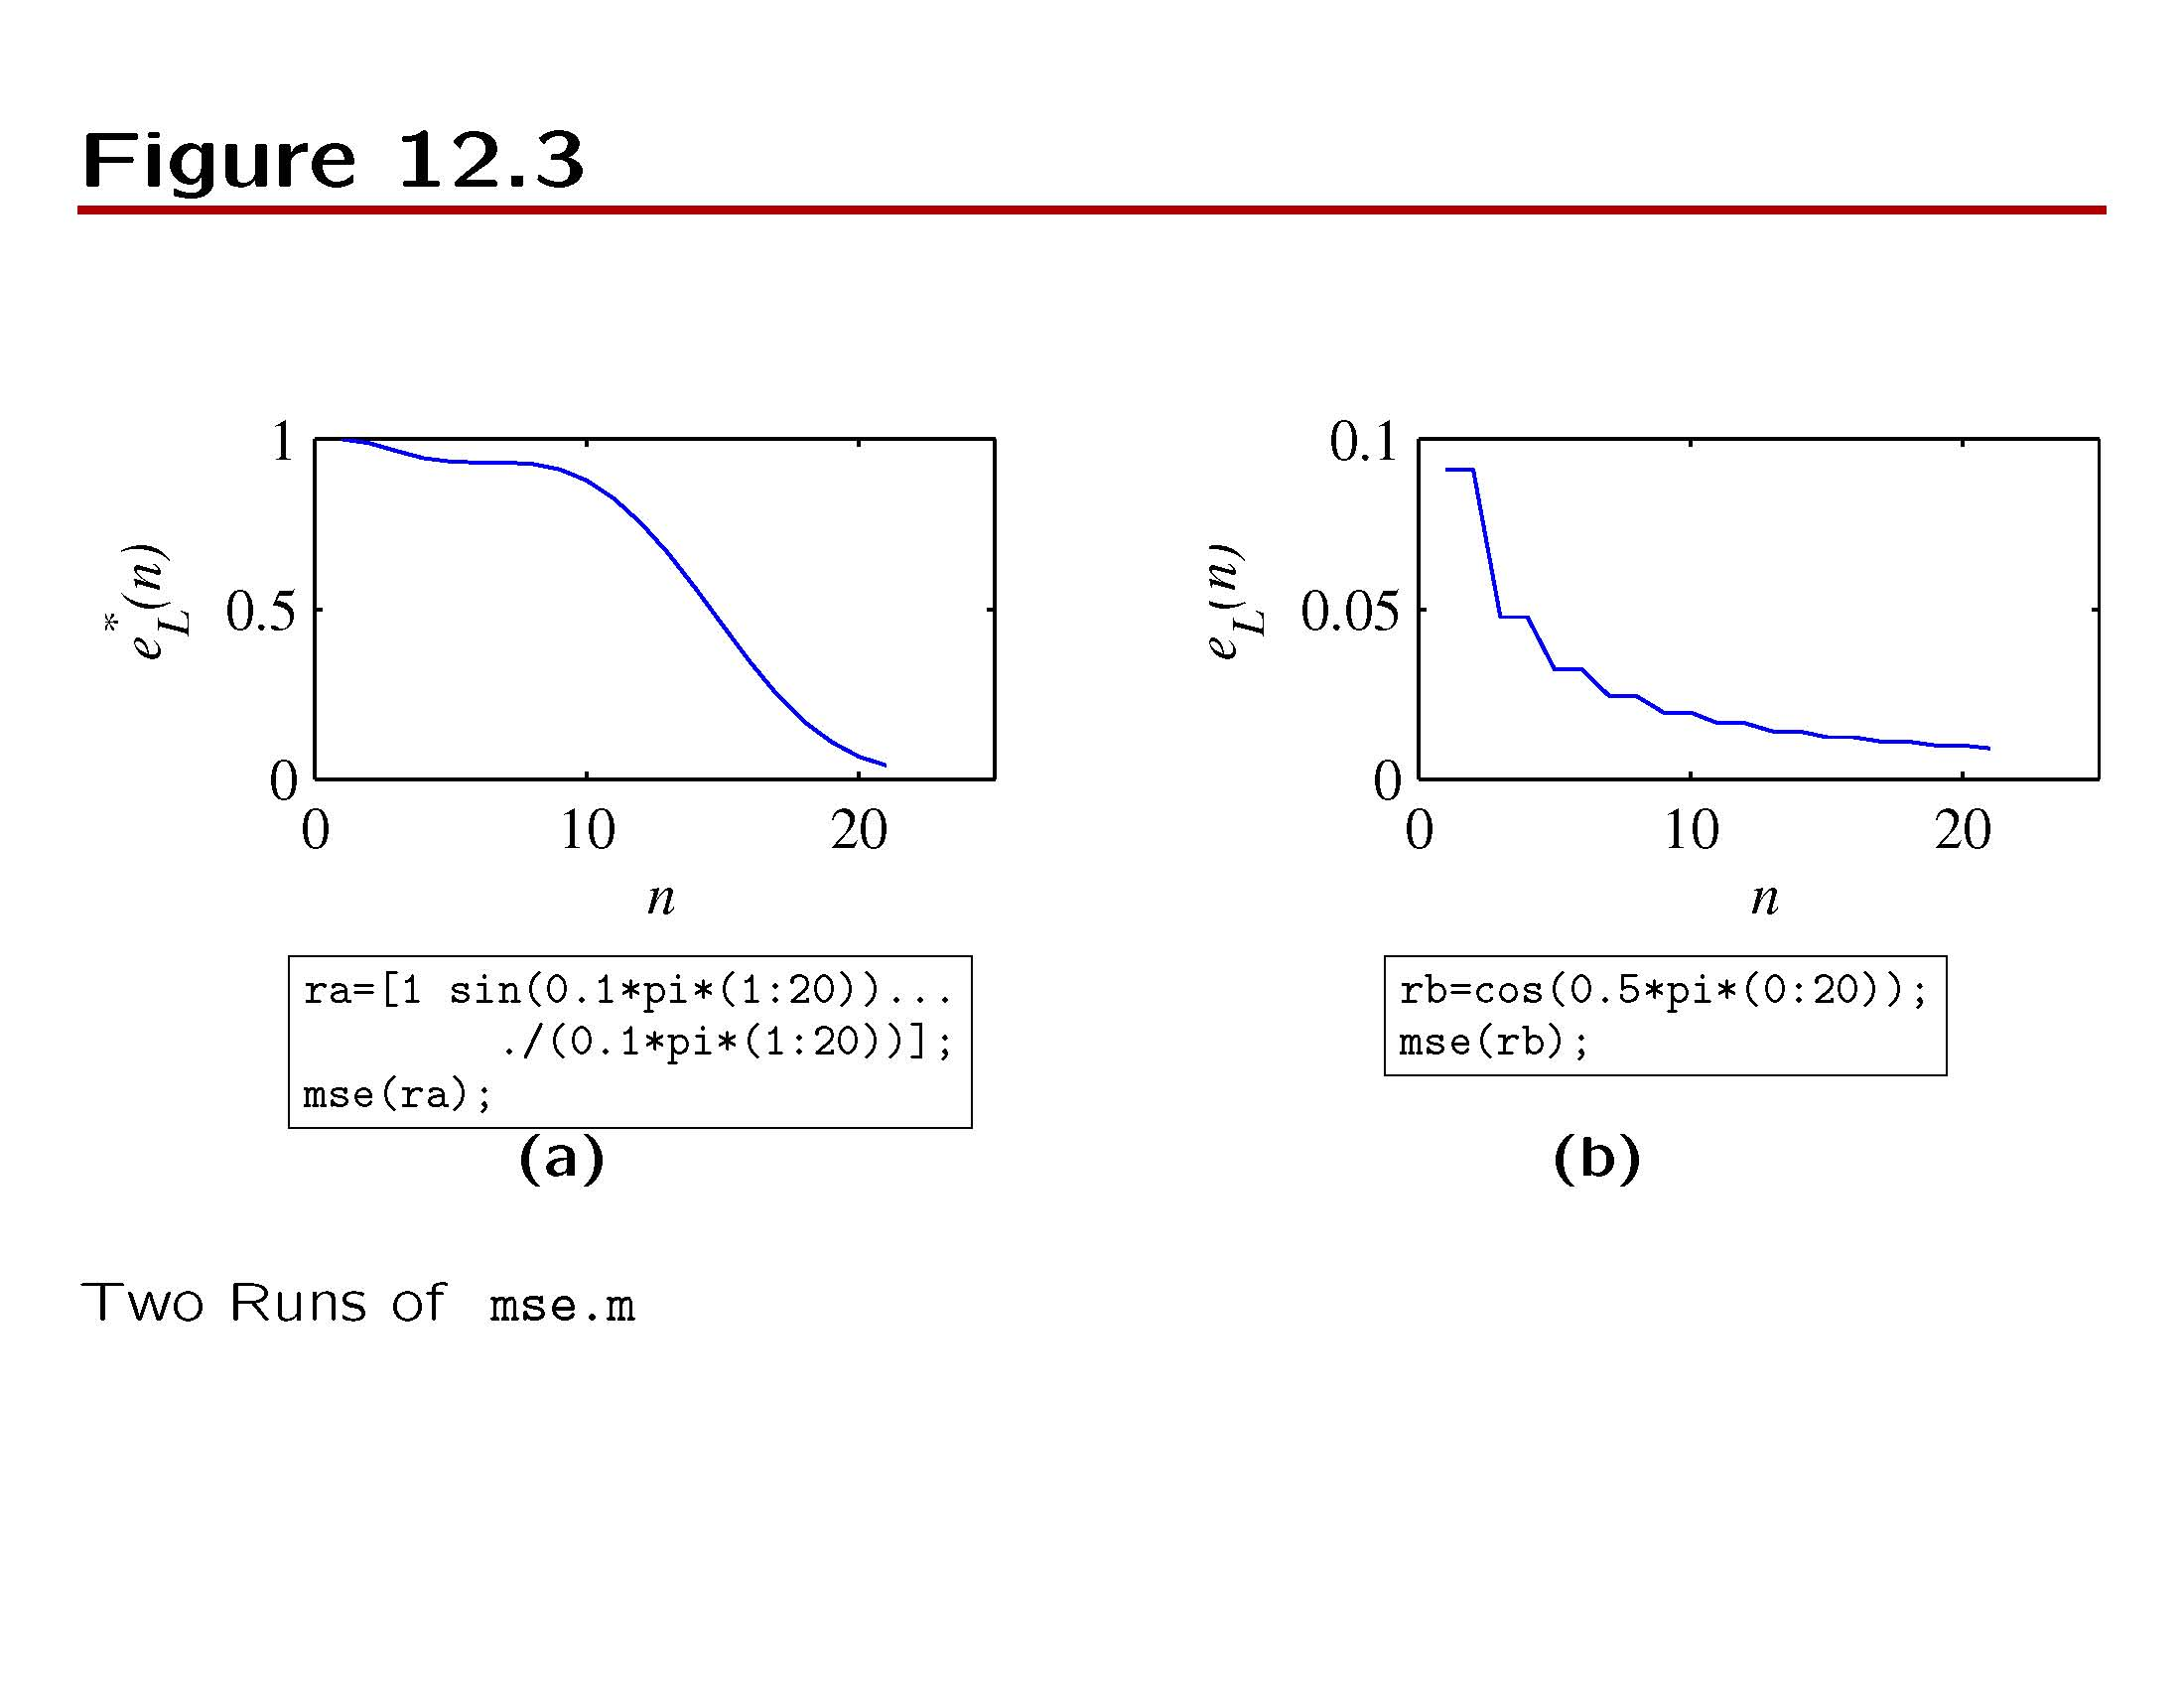 Figure 12.3
1
0.5
0
0 10 20
n
e*L(n)
0.1
0.05
0
0 10 20
n
eL(n)
ra=[1 sin(0.1*pi*(1:20))...
./(0.1*pi*(1:20))];
mse(ra);
(a)
rb=cos(0.5*pi*(0:20));
mse(rb);
(b)
Two Runs of mse.m